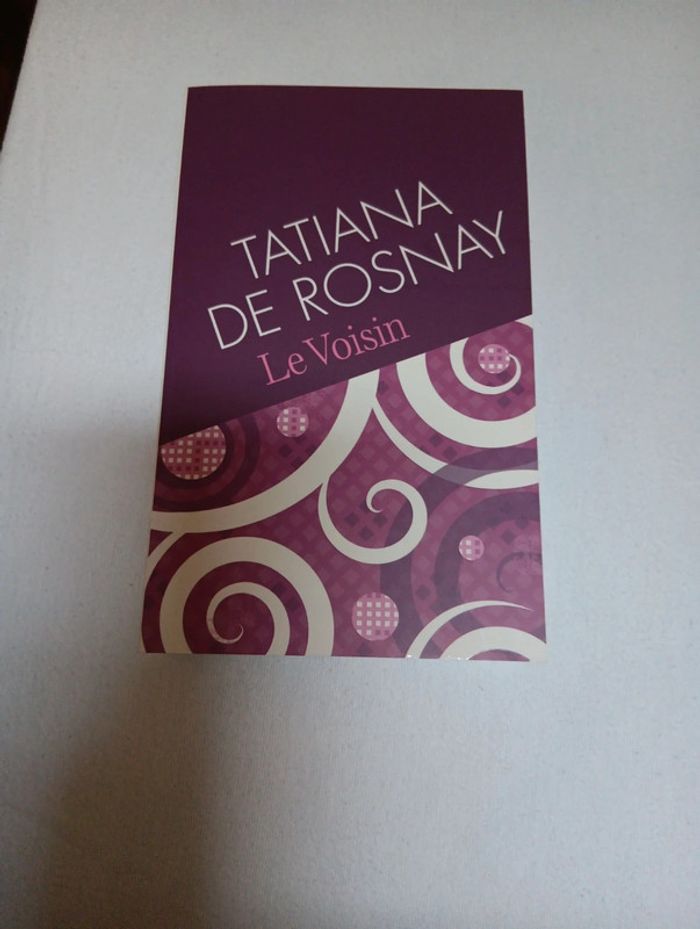 TATIANA
DE ROSNAY
Le Voisin